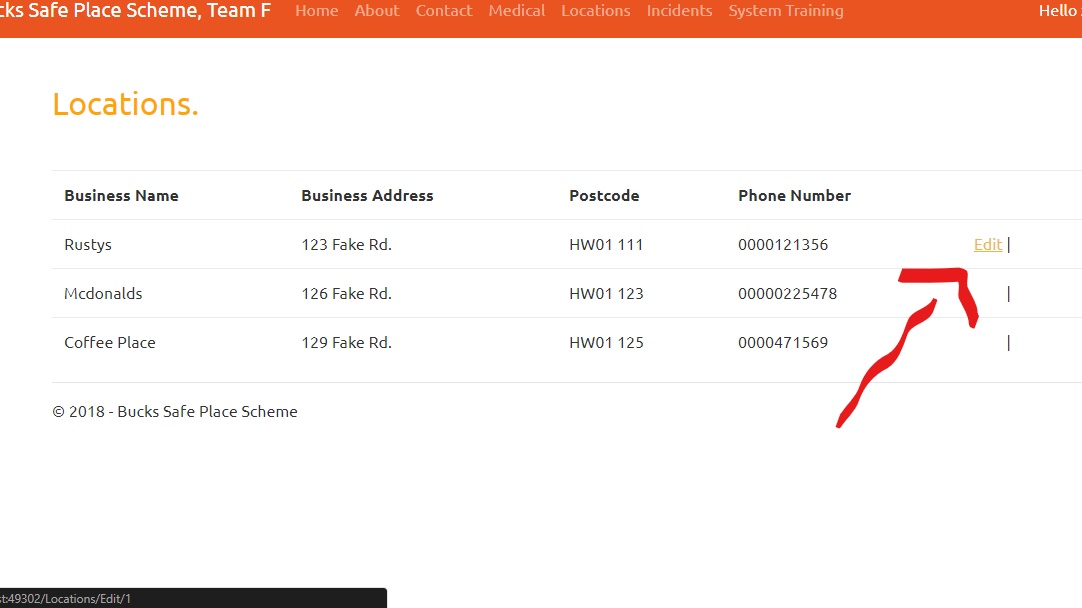 Safe Place Scheme, Team F Home About Contact Medical Locations Incidents System Training Hello
Locations.
Business Name Business Address Postcode Phone Number
Rustys 123 Fake Rd. HW01 111 0000121356 Edit |
Mcdonalds 126 Fake Rd. HW01 123 00000225478 |
Coffee Place 129 Fake Rd. HW01 125 0000471569 |
© 2018 - Bucks Safe Place Scheme
:49302/Locations/Edit/1